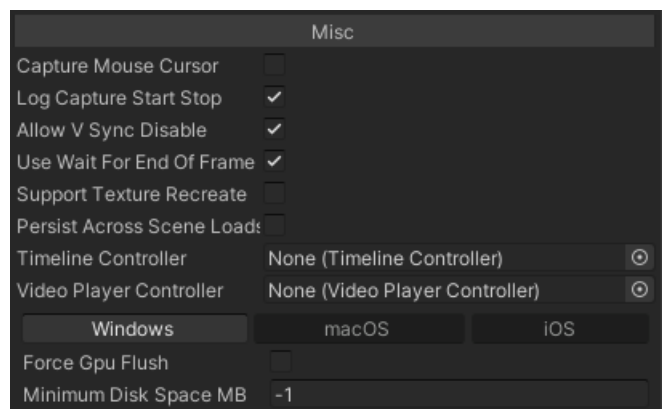 Misc
Capture Mouse Cursor
Log Capture Start Stop
Allow V Sync Disable
Use Wait For End Of Frame
Support Texture Recreate
Persist Across Scene Loads
Timeline Controller None (Timeline Controller)
Video Player Controller None (Video Player Controller)
Windows macOS iOS
Force Gpu Flush
Minimum Disk Space MB -1